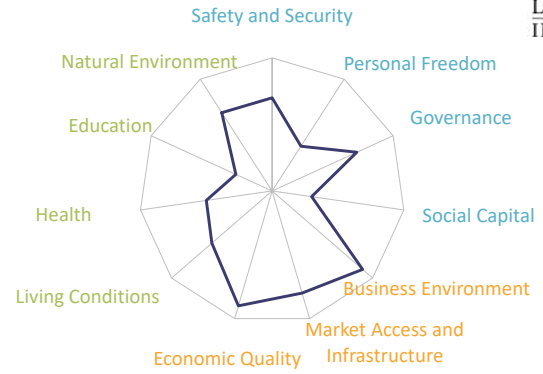 Safety and Security
Natural Environment
Personal Freedom
Education
Governance
Health
Social Capital
Business Environment
Living Conditions
Market Access and
Infrastructure
Economic Quality